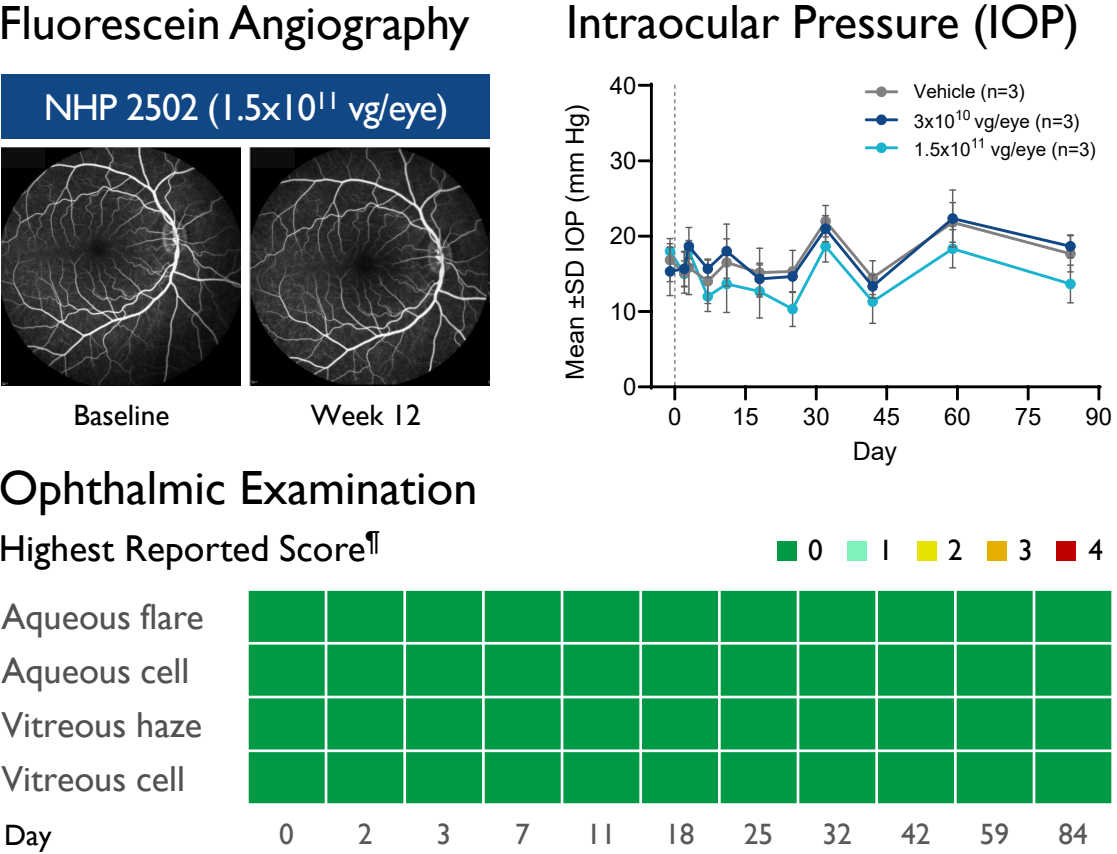 Fluorescein Angiography
NHP 2502 (1.5x10¹¹ vg/eye)
Baseline
Week 12
Intraocular Pressure (IOP)
Mean ±SD IOP (mm Hg)
40
30
20
10
0
Vehicle (n=3)
3x10¹⁰ vg/eye (n=3)
1.5x10¹¹ vg/eye (n=3)
0 15 30 45 60 75 90
Day
Ophthalmic Examination
Highest Reported Score¶
0 1 2 3 4
Aqueous flare
Aqueous cell
Vitreous haze
Vitreous cell
Day 0 2 3 7 11 18 25 32 42 59 84